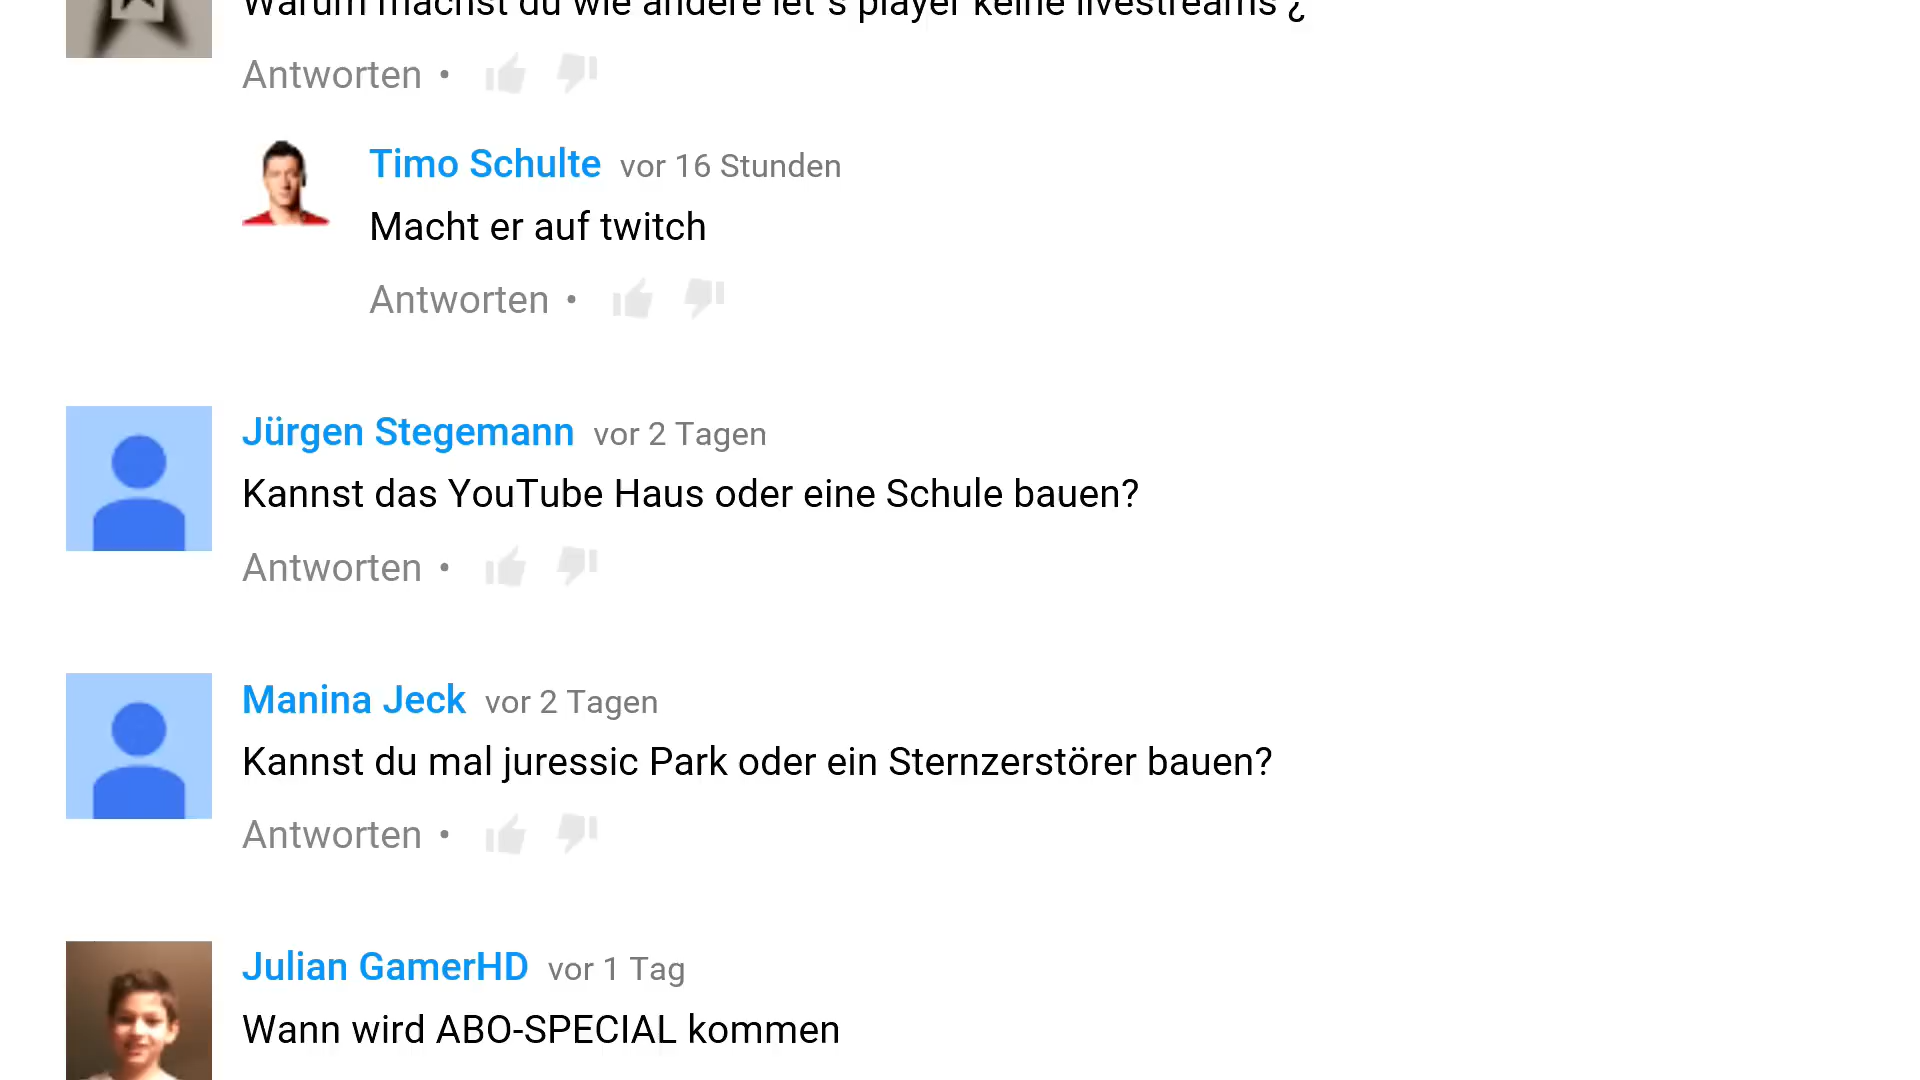 Warum machst du wie andere let´s player keine livestreams ¿
Antworten •
Timo Schulte vor 16 Stunden
Macht er auf twitch
Antworten •
Jürgen Stegemann vor 2 Tagen
Kannst das YouTube Haus oder eine Schule bauen?
Antworten •
Manina Jeck vor 2 Tagen
Kannst du mal juressic Park oder ein Sternzerstörer bauen?
Antworten •
Julian GamerHD vor 1 Tag
Wann wird ABO-SPECIAL kommen